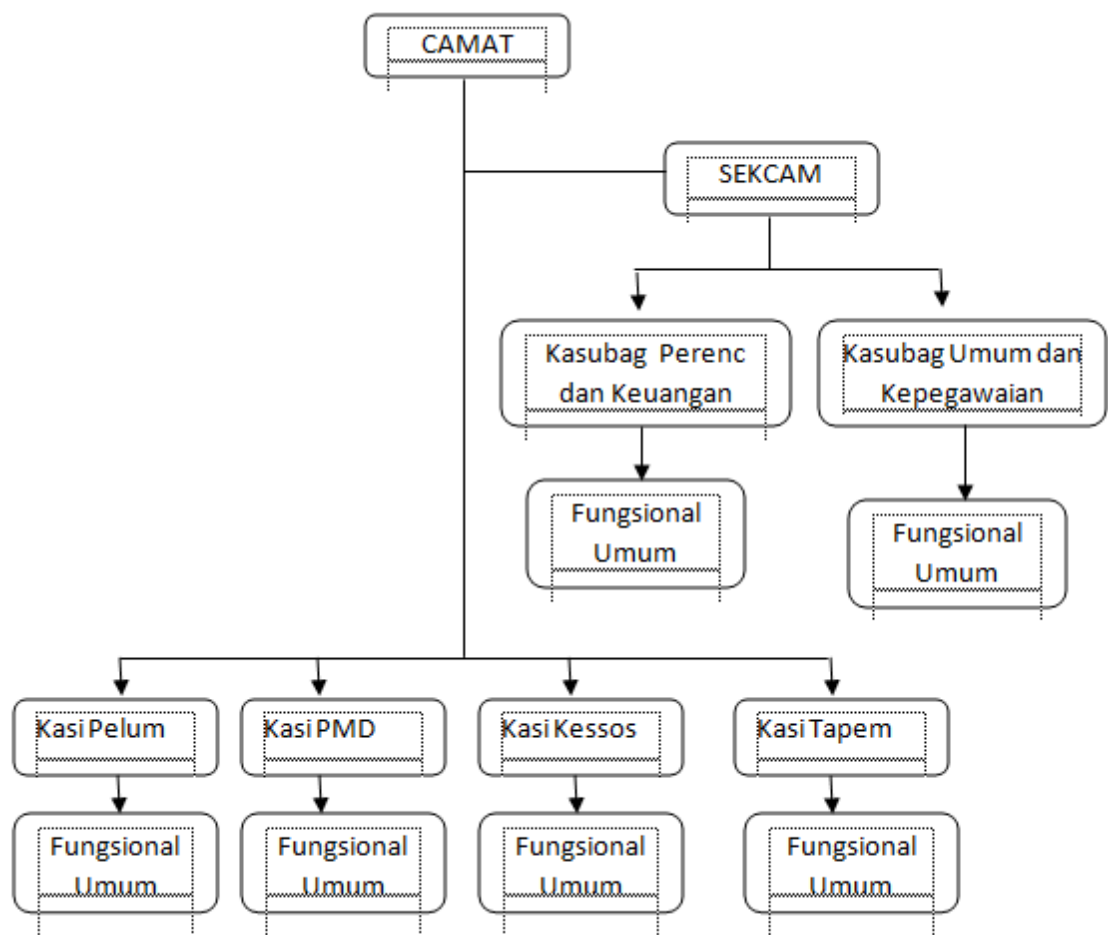 CAMAT
SEKCAM
Kasubag Perenc
dan Keuangan
Kasubag Umum dan
Kepegawaian
Fungsional
Umum
Fungsional
Umum
Kasi Pelum
Kasi PMD
Kasi Kessos
Kasi Tapem
Fungsional
Umum
Fungsional
Umum
Fungsional
Umum
Fungsional
Umum